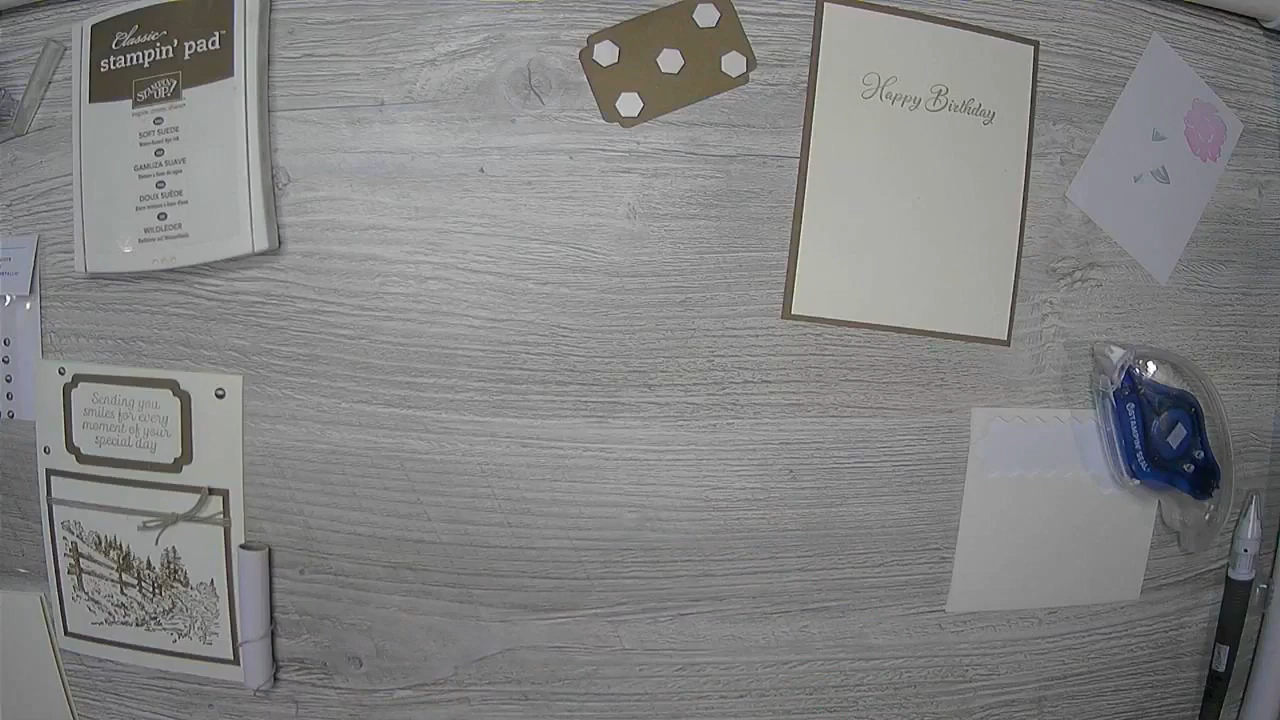 Classic
stampin' pad™
STAMPIN' UP!
SOFT SUEDE
GAMUZA SUAVE
DOUX SUÈDE
WILDLEDER
Happy Birthday
Sending you
smiles for every
moment of your
special day
STAMPIN' SEAL